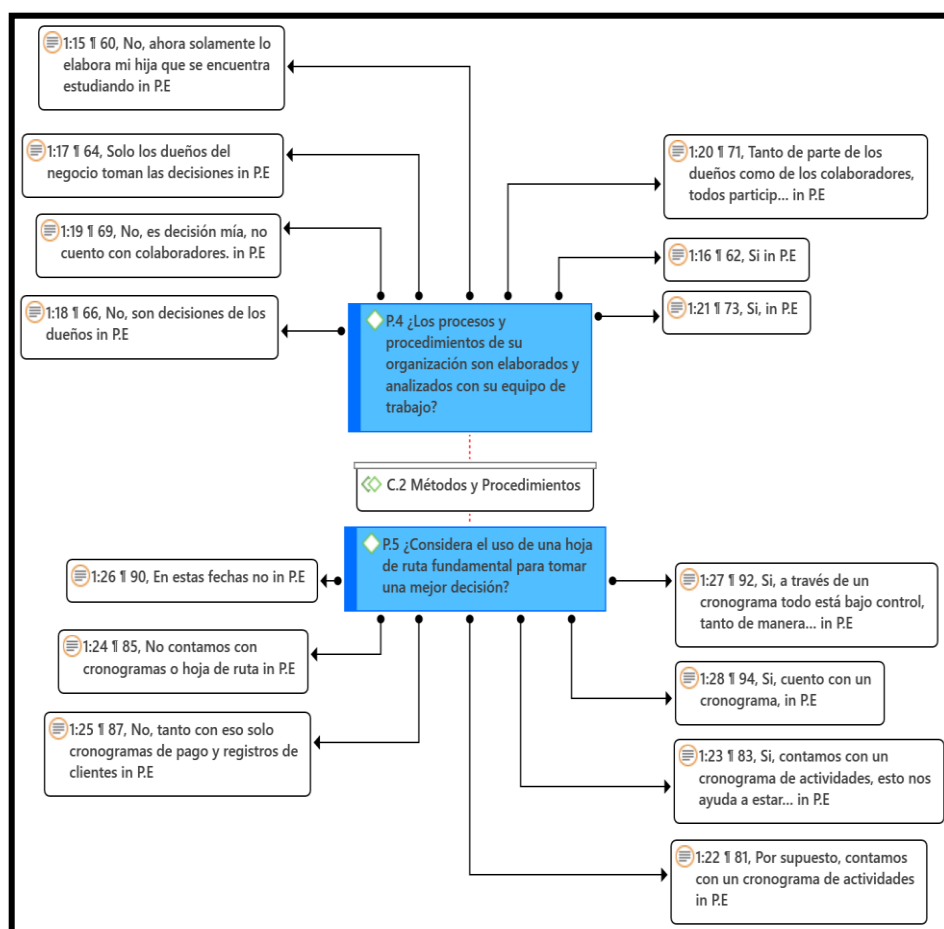 1:15 ¶ 60, No, ahora solamente lo
elabora mi hija que se encuentra
estudiando in P.E
1:17 ¶ 64, Solo los dueños del
negocio toman las decisiones in P.E
1:19 ¶ 69, No, es decisión mía, no
cuento con colaboradores. in P.E
1:18 ¶ 66, No, son decisiones de los
dueños in P.E
1:20 ¶ 71, Tanto de parte de los
dueños como de los colaboradores,
todos particip... in P.E
1:16 ¶ 62, Si in P.E
1:21 ¶ 73, Si, in P.E
P.4 ¿Los procesos y
procedimientos de su
organización son elaborados y
analizados con su equipo de
trabajo?
C.2 Métodos y Procedimientos
P.5 ¿Considera el uso de una hoja
de ruta fundamental para tomar
una mejor decisión?
1:26 ¶ 90, En estas fechas no in P.E
1:24 ¶ 85, No contamos con
cronogramas o hoja de ruta in P.E
1:25 ¶ 87, No, tanto con eso solo
cronogramas de pago y registros de
clientes in P.E
1:27 ¶ 92, Si, a través de un
cronograma todo está bajo control,
tanto de manera... in P.E
1:28 ¶ 94, Si, cuento con un
cronograma, in P.E
1:23 ¶ 83, Si, contamos con un
cronograma de actividades, esto nos
ayuda a estar... in P.E
1:22 ¶ 81, Por supuesto, contamos
con un cronograma de actividades
in P.E